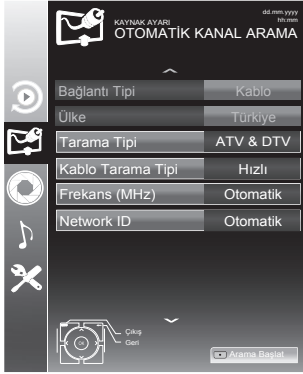 dd.mm.yyyy
hh:mm
KAYNAK AYARI
OTOMATİK KANAL ARAMA
Bağlantı Tipi Kablo
Ülke Türkiye
Tarama Tipi ATV & DTV
Kablo Tarama Tipi Hızlı
Frekans (MHz) Otomatik
Network ID Otomatik
Çıkış
OK Geri
Arama Başlat